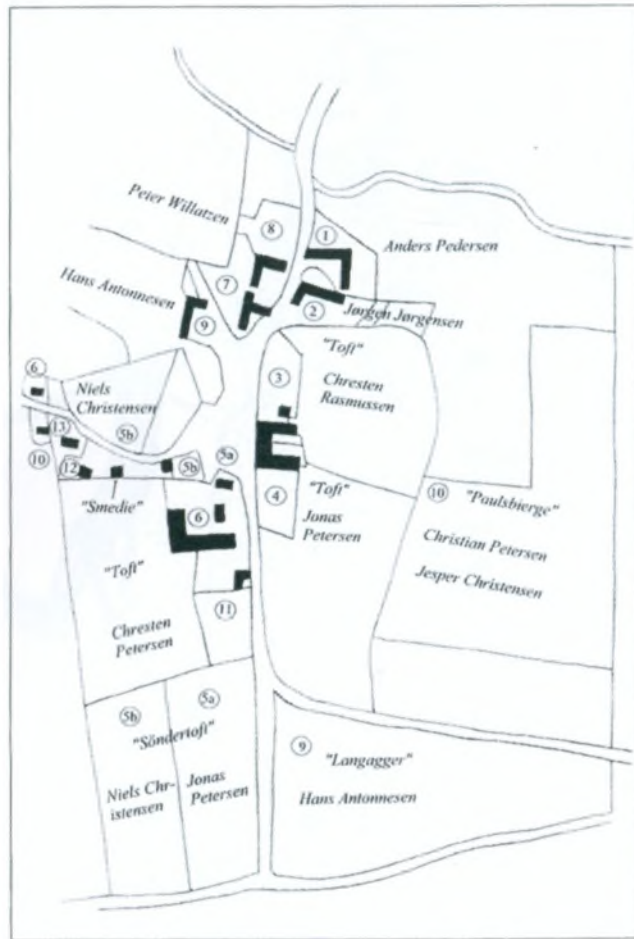 Peter Willatzen
8
1
Anders Pedersen
7
Hans Antonnesen
9
2
Jørgen Jørgensen
"Toft"
6
3
Chresten
Rasmussen
Niels
Christensen
5b
13
10
12
5b
5a
"Smedie"
4
"Toft"
Jonas
Petersen
10
"Paulsbierge"
Christian Petersen
Jesper Christensen
6
"Toft"
Chresten
Petersen
11
5b
5a
"Söndertoft"
Niels Chr-
istensen
Jonas
Petersen
9
"Langagger"
Hans Antonnesen